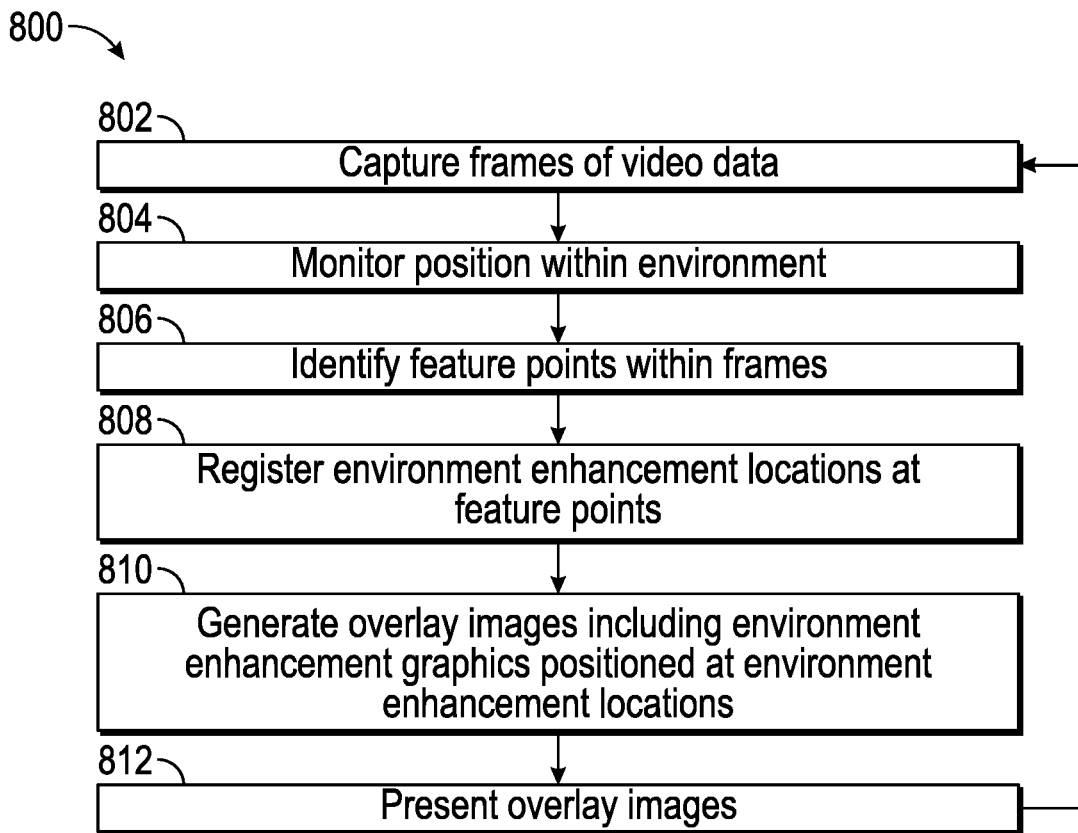 800
802
Capture frames of video data
804
Monitor position within environment
806
Identify feature points within frames
808
Register environment enhancement locations at
feature points
810
Generate overlay images including environment
enhancement graphics positioned at environment
enhancement locations
812
Present overlay images